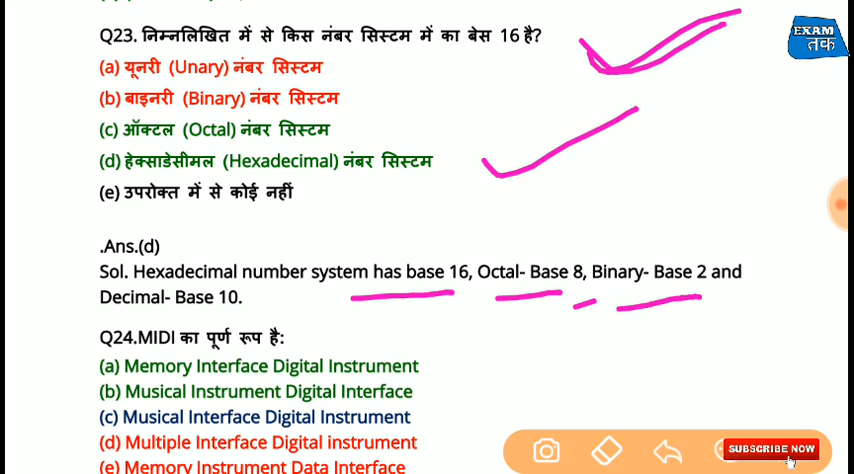 Q23. निम्नलिखित में से किस नंबर सिस्टम में का बेस 16 है?
EXAM
तक
(a) यूनरी (Unary) नंबर सिस्टम
(b) बाइनरी (Binary) नंबर सिस्टम
(c) ऑक्टल (Octal) नंबर सिस्टम
(d) हेक्साडेसीमल (Hexadecimal) नंबर सिस्टम
(e) उपरोक्त में से कोई नहीं
.Ans.(d)
Sol. Hexadecimal number system has base 16, Octal- Base 8, Binary- Base 2 and
Decimal- Base 10.
Q24.MIDI का पूर्ण रूप है:
(a) Memory Interface Digital Instrument
(b) Musical Instrument Digital Interface
(c) Musical Interface Digital Instrument
(d) Multiple Interface Digital instrument
(e) Memory Instrument Data Interface
SUBSCRIBE NOW